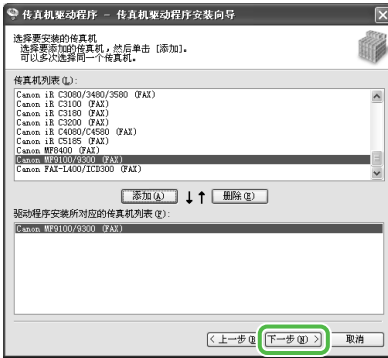 传真机驱动程序 - 传真机驱动程序安装向导
选择要安装的传真机
选择要添加的传真机，然后单击 [添加]。
可以多次选择同一个传真机。
传真机列表(L):
Canon iR C3080/3480/3580 (FAX)
Canon iR C3100 (FAX)
Canon iR C3180 (FAX)
Canon iR C3200 (FAX)
Canon iR C4080/C4580 (FAX)
Canon iR C5185 (FAX)
Canon MF8400 (FAX)
Canon MF9100/9300 (FAX)
Canon FAX-L400/ICD300 (FAX)
添加(A) ↓↑ 删除(E)
驱动程序安装所对应的传真机列表(F):
Canon MF9100/9300 (FAX)
<上一步 下一步(N) > 取消